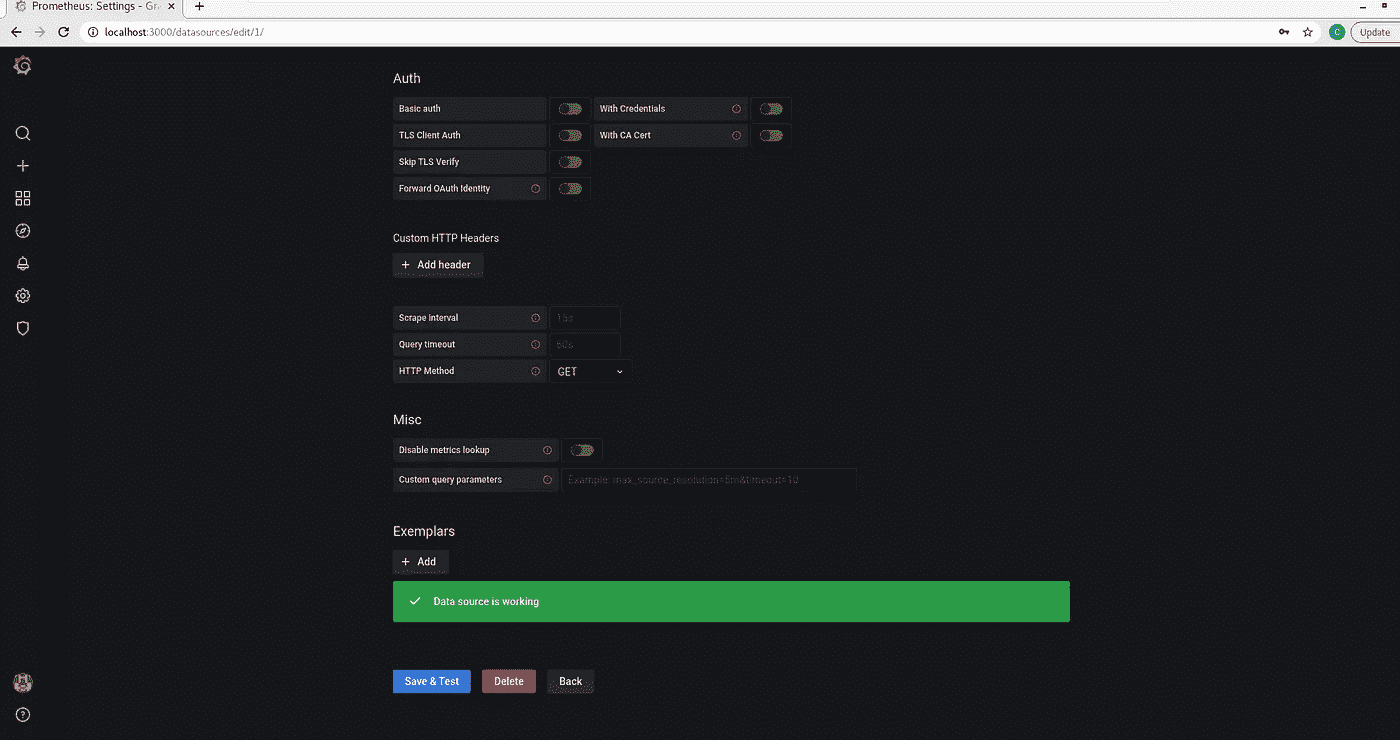 Prometheus: Settings - Gr
localhost:3000/datasources/edit/1/
C
Update
Auth
Basic auth
With Credentials
TLS Client Auth
With CA Cert
Skip TLS Verify
Forward OAuth Identity
Custom HTTP Headers
+ Add header
Scrape interval
15s
Query timeout
60s
HTTP Method
GET
Misc
Disable metrics lookup
Custom query parameters
Example: max_source_resolution=5m&timeout=10
Exemplars
+ Add
Data source is working
Save & Test
Delete
Back